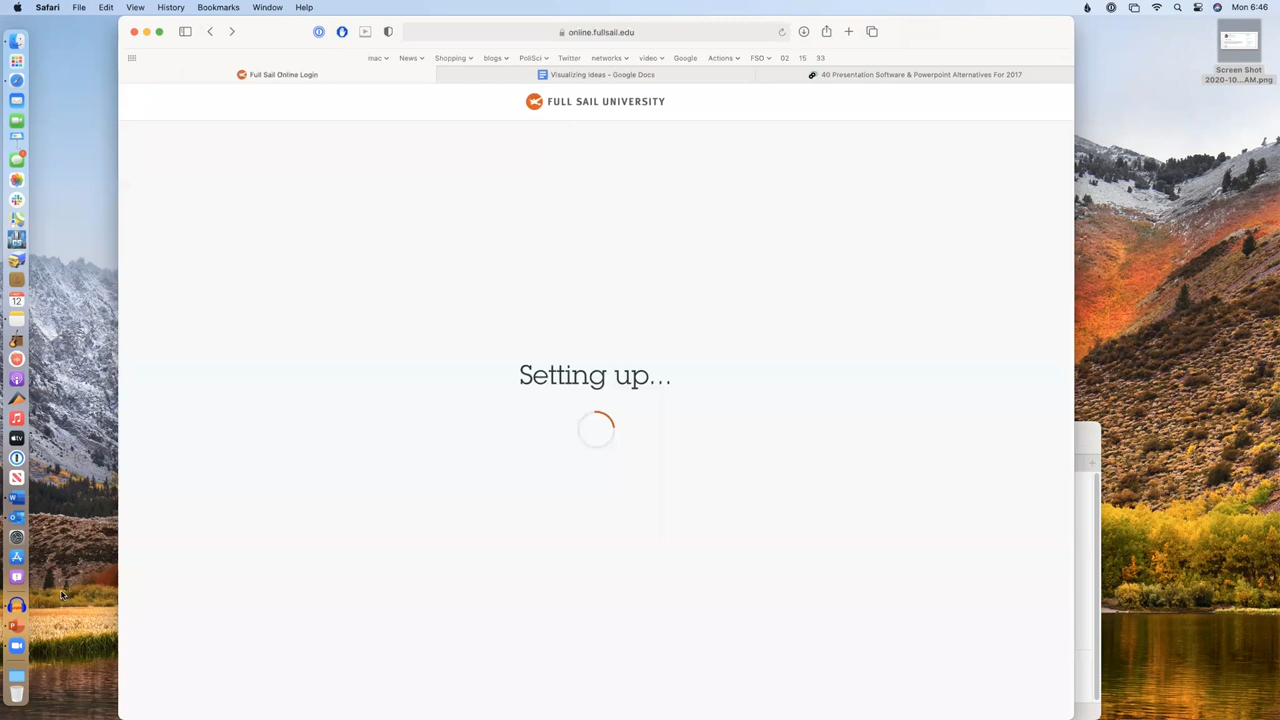 Safari File Edit View History Bookmarks Window Help Mon 6:46
online.fullsail.edu
mac News Shopping blogs PoliSci Twitter networks video Google Actions FSO 02 15 33
Full Sail Online Login Visualizing ideas – Google Docs 40 Presentation Software & Powerpoint Alternatives For 2017
FULL SAIL UNIVERSITY
Setting up...
Screen Shot
2020-10...AM.png
12
tv